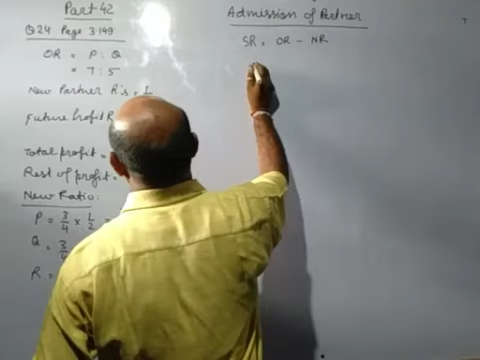 Part 42
Admission of Partner
Q24 Page 3.149
SR = OR - NR
OR = P : Q
= 7 : 5
New Partner R's = 1
Future Profit R
Total profit =
Rest of profit =
New Ratio:
P = 3/4 x 1/2 =
Q = 3/
R =